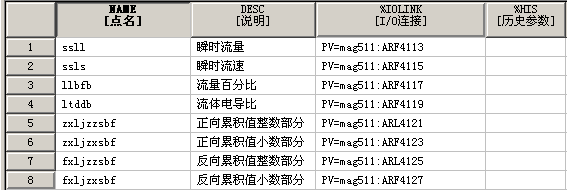 NAME DESC %IOLINK %HIS
[点名] [说明] [I/O连接] [历史参数]
1 ssll 瞬时流量 PV=mag511:ARF4113
2 ssls 瞬时流速 PV=mag511:ARF4115
3 llbfb 流量百分比 PV=mag511:ARF4117
4 ltddb 流体电导比 PV=mag511:ARF4119
5 zxljzzsbf 正向累积值整数部分 PV=mag511:ARL4121
6 zxljzxsbf 正向累积值小数部分 PV=mag511:ARF4123
7 fxljzzsbf 反向累积值整数部分 PV=mag511:ARL4125
8 fxljzxsbf 反向累积值小数部分 PV=mag511:ARF4127